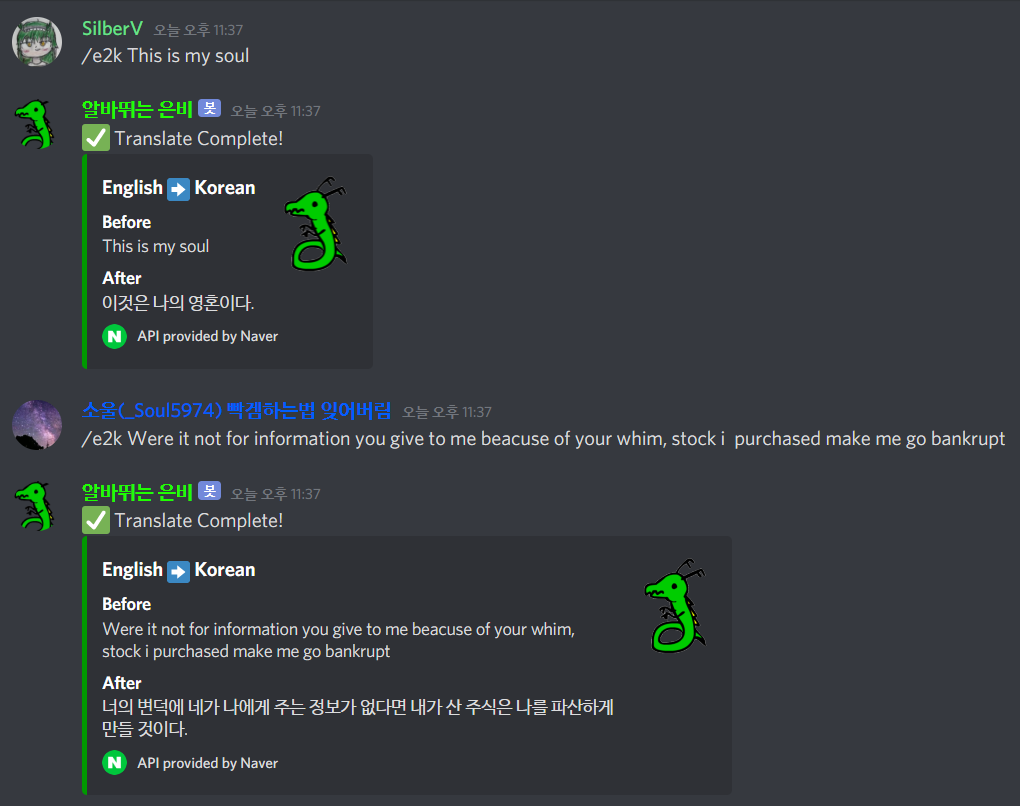 SilberV 오늘 오후 11:37
/e2k This is my soul
알바뛰는 은비 봇 오늘 오후 11:37
Translate Complete!
English ➡ Korean
Before
This is my soul
After
이것은 나의 영혼이다.
N API provided by Naver
소울(_Soul5974) 빡겜하는법 잊어버림 오늘 오후 11:37
/e2k Were it not for information you give to me beacuse of your whim, stock i  purchased make me go bankrupt
알바뛰는 은비 봇 오늘 오후 11:37
Translate Complete!
English ➡ Korean
Before
Were it not for information you give to me beacuse of your whim,
stock i purchased make me go bankrupt
After
너의 변덕에 네가 나에게 주는 정보가 없다면 내가 산 주식은 나를 파산하게
만들 것이다.
N API provided by Naver